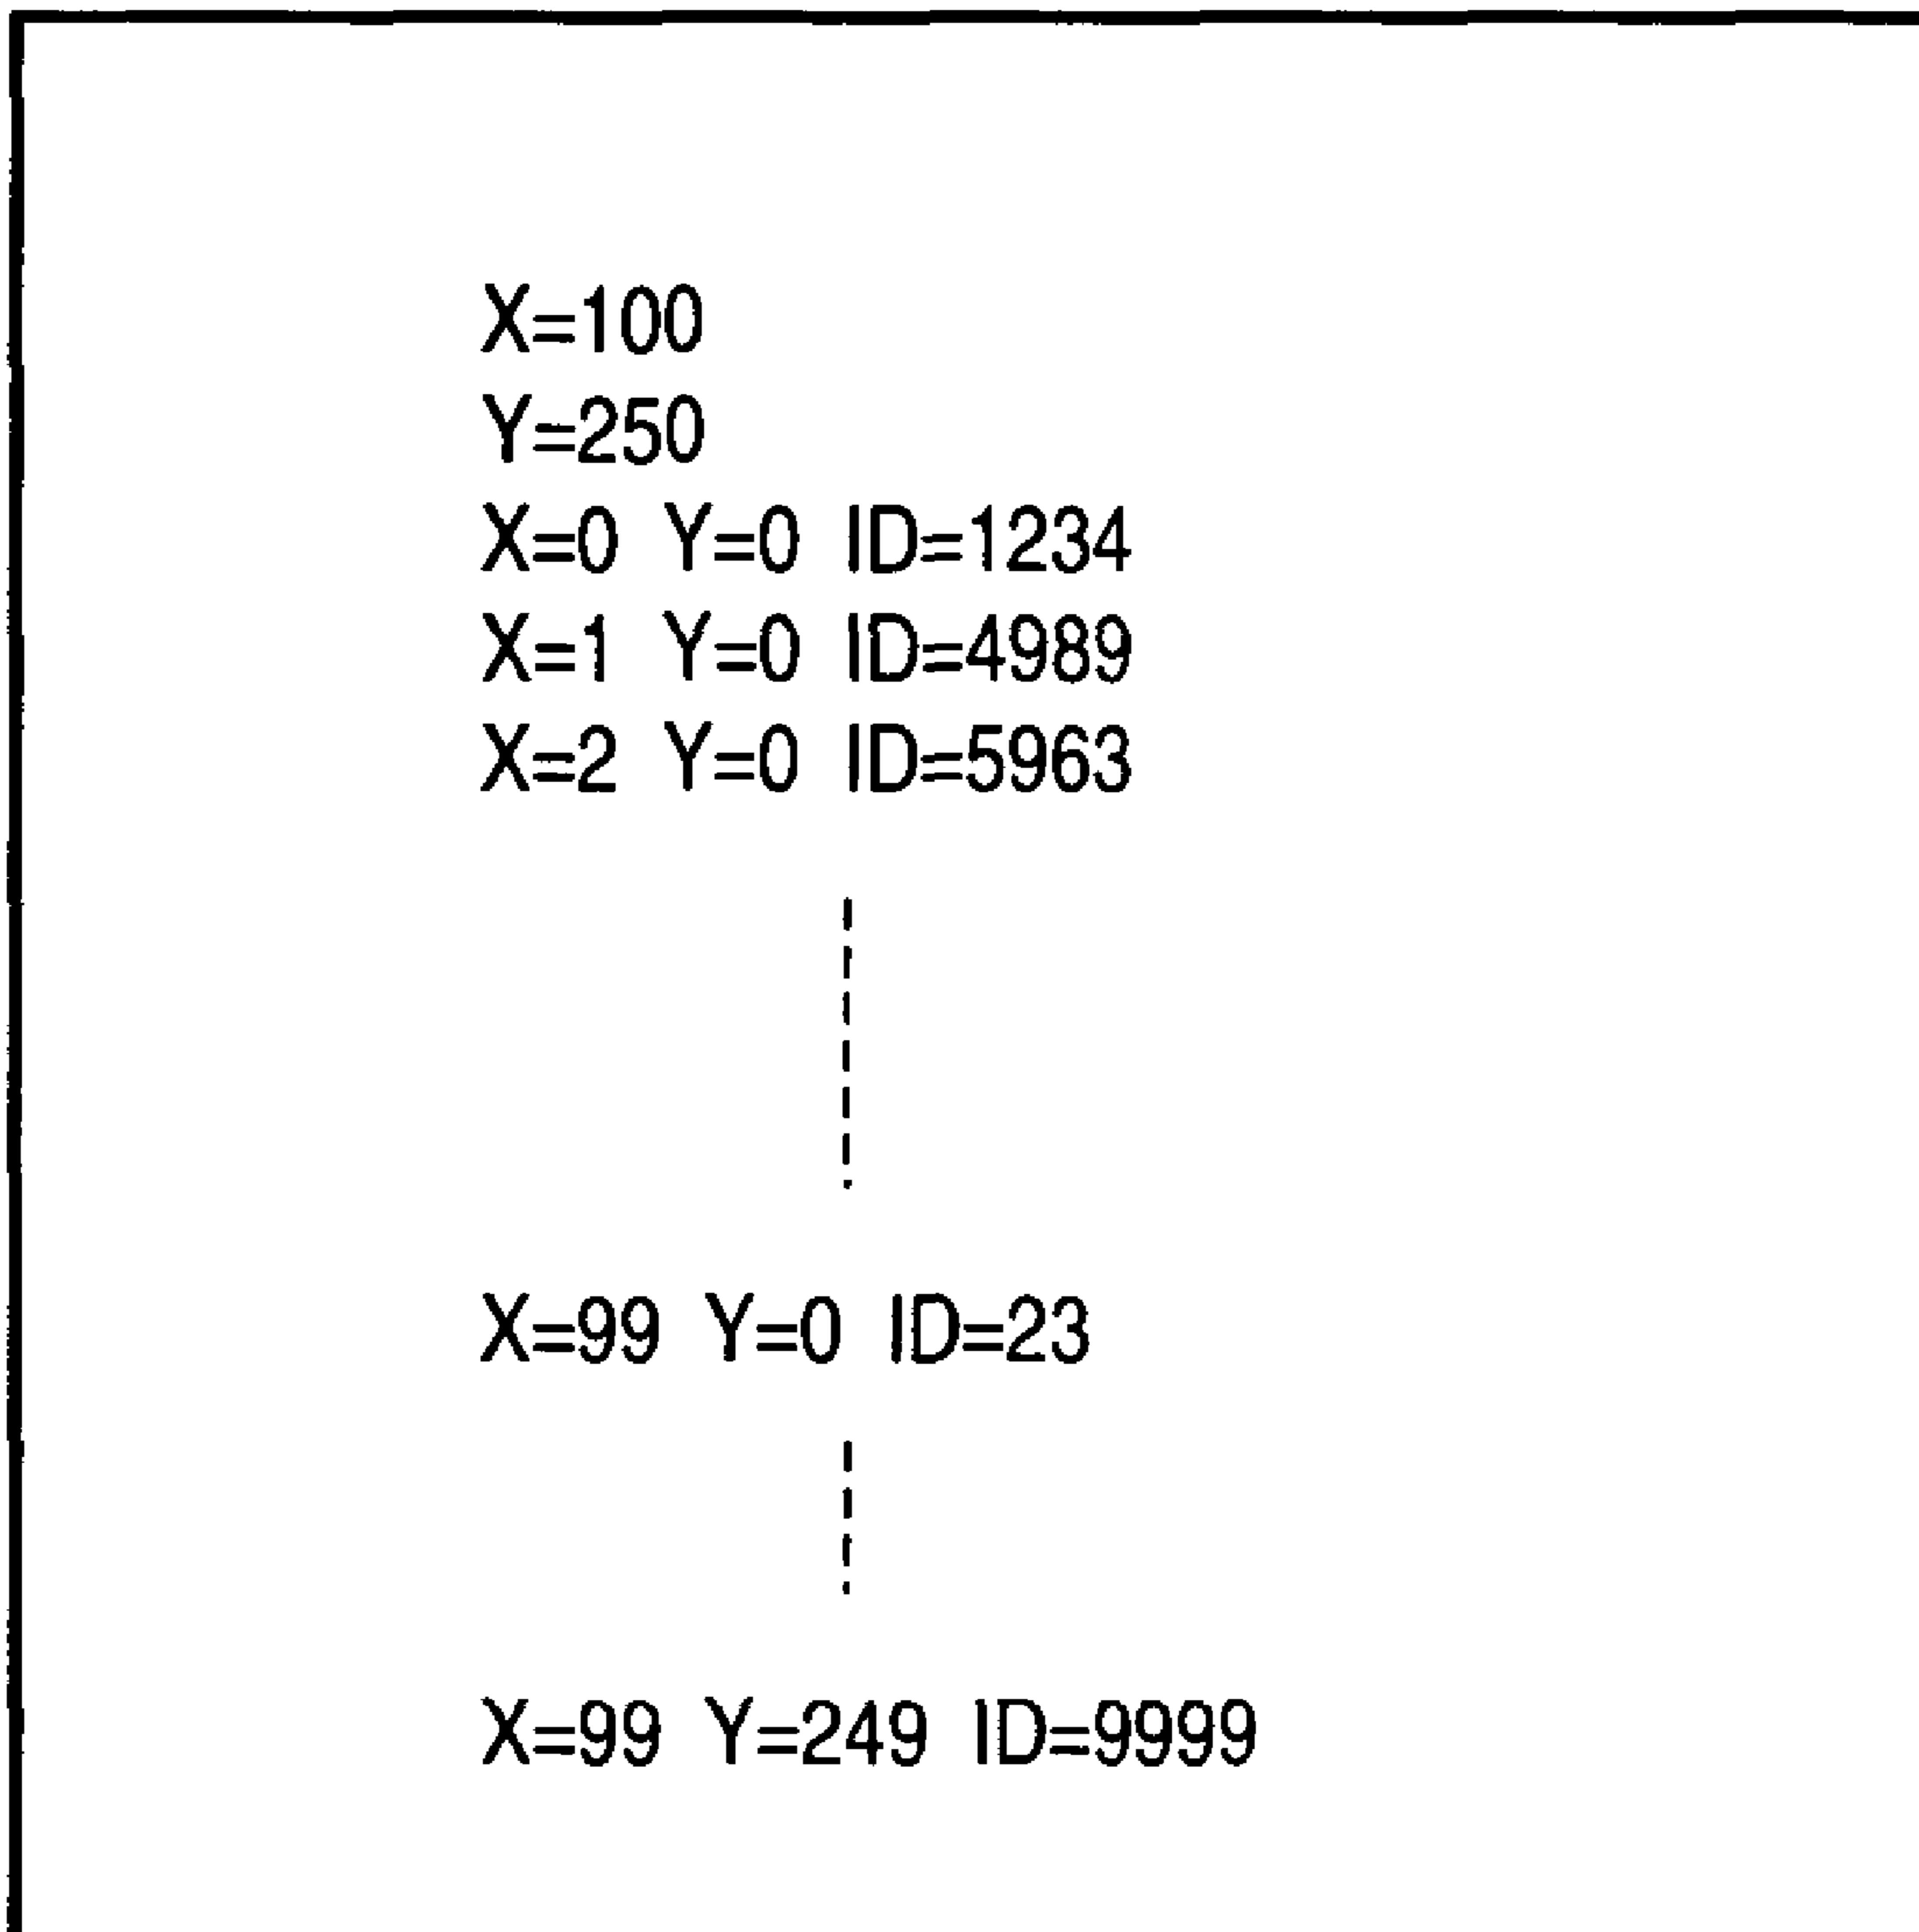 X=100
Y=250
X=0 Y=0 ID=1234
X=1 Y=0 ID=4989
X=2 Y=0 ID=5963
X=99 Y=0 ID=23
X=99 Y=249 ID=9999